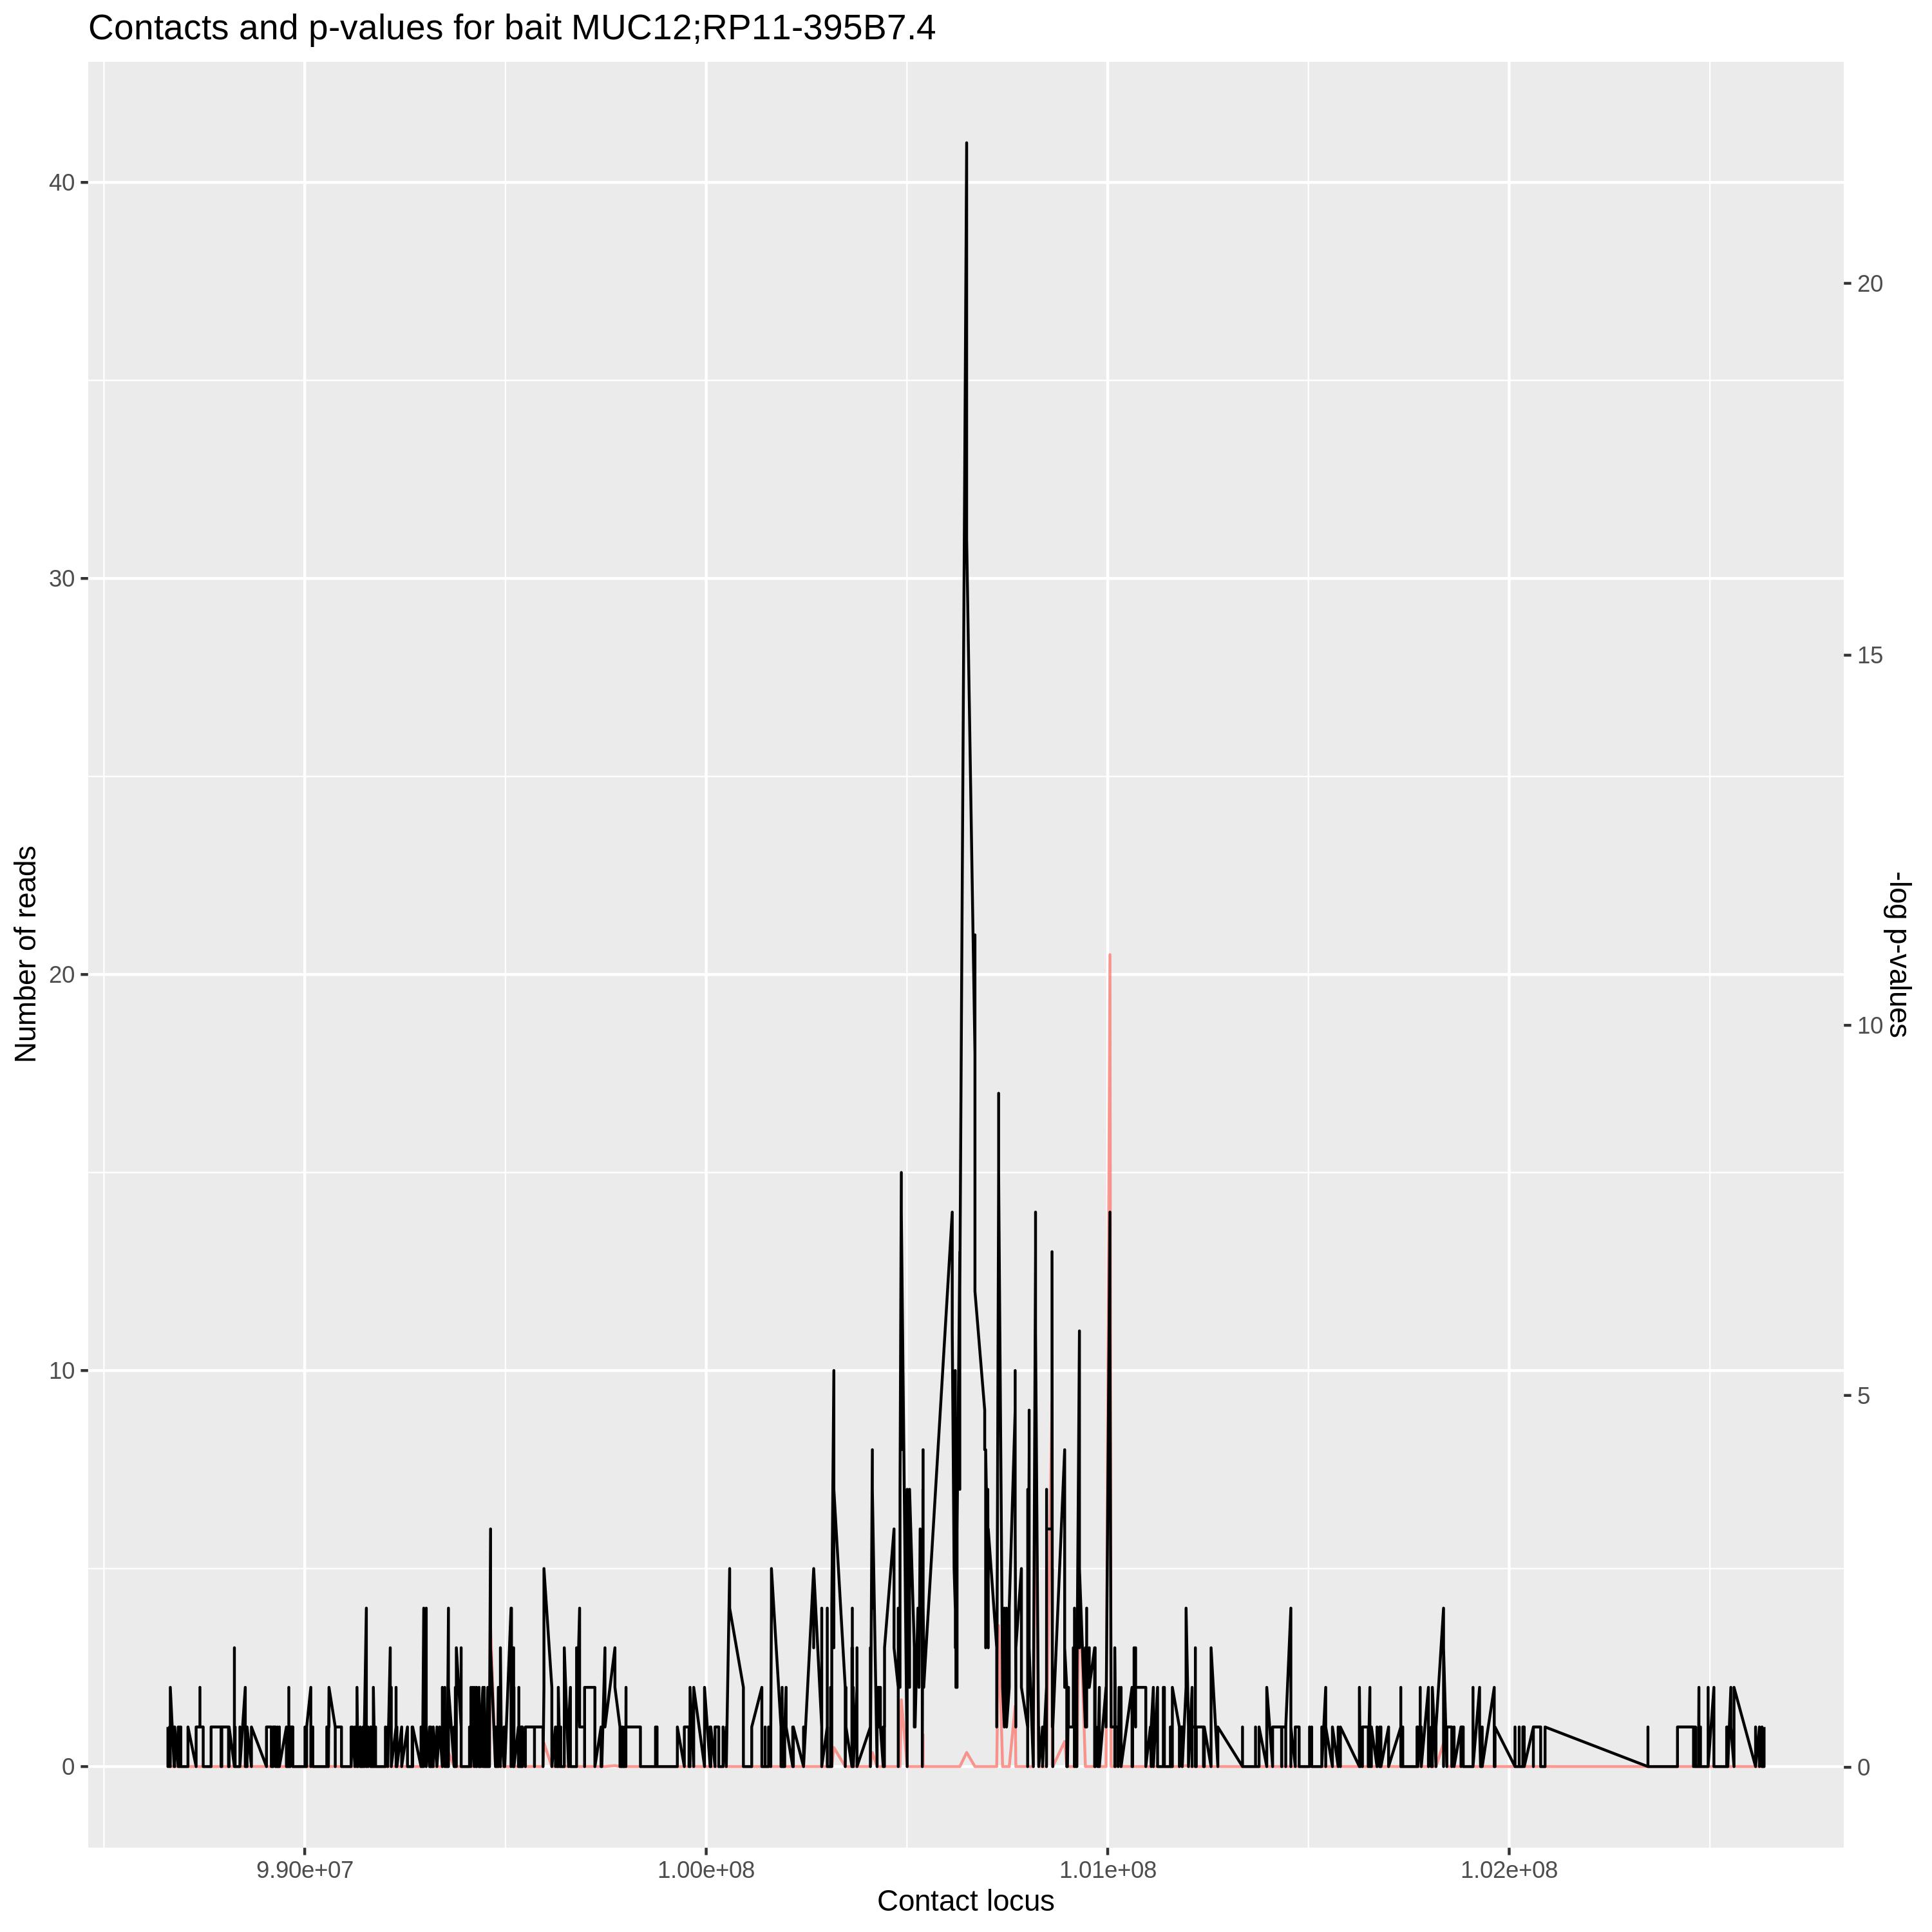 Contacts and p-values for bait MUC12;RP11-395B7.4
40
30
20
10
0
Number of reads
20
15
10
5
0
-log p-values
9.90e+07
1.00e+08
1.01e+08
1.02e+08
Contact locus